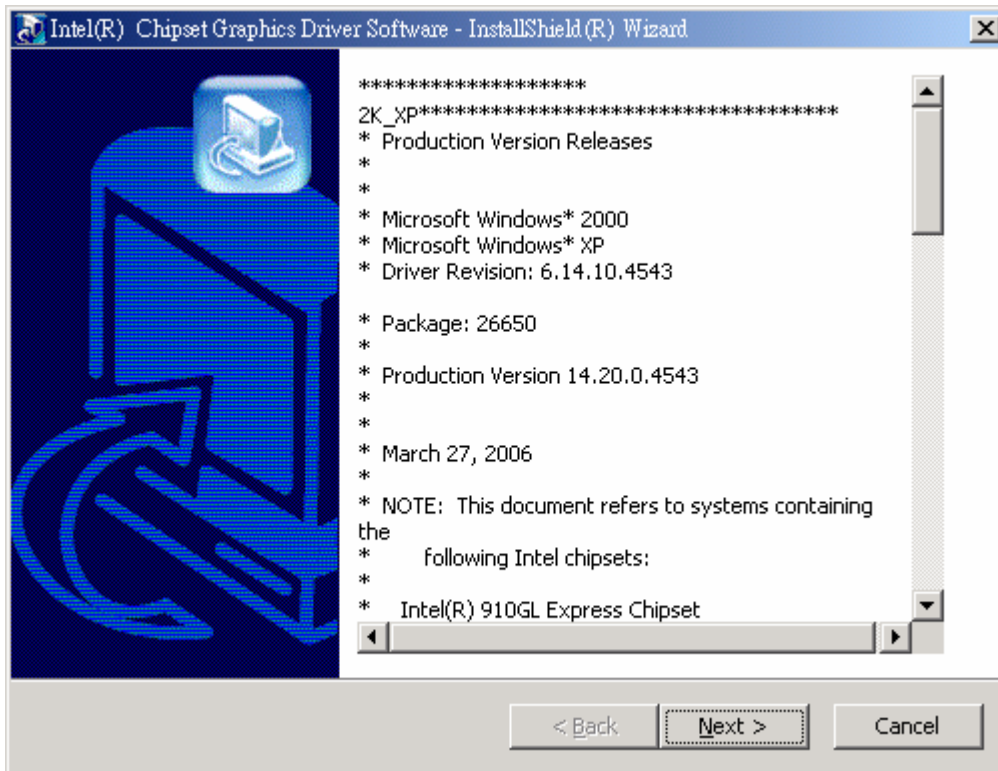 Intel(R) Chipset Graphics Driver Software - InstallShield(R) Wizard
*******************
2K_XP***********************************
* Production Version Releases
*
*
* Microsoft Windows* 2000
* Microsoft Windows* XP
* Driver Revision: 6.14.10.4543
* Package: 26650
*
* Production Version 14.20.0.4543
*
*
* March 27, 2006
*
* NOTE: This document refers to systems containing
the
* following Intel chipsets:
*
* Intel(R) 910GL Express Chipset
< Back
Next >
Cancel